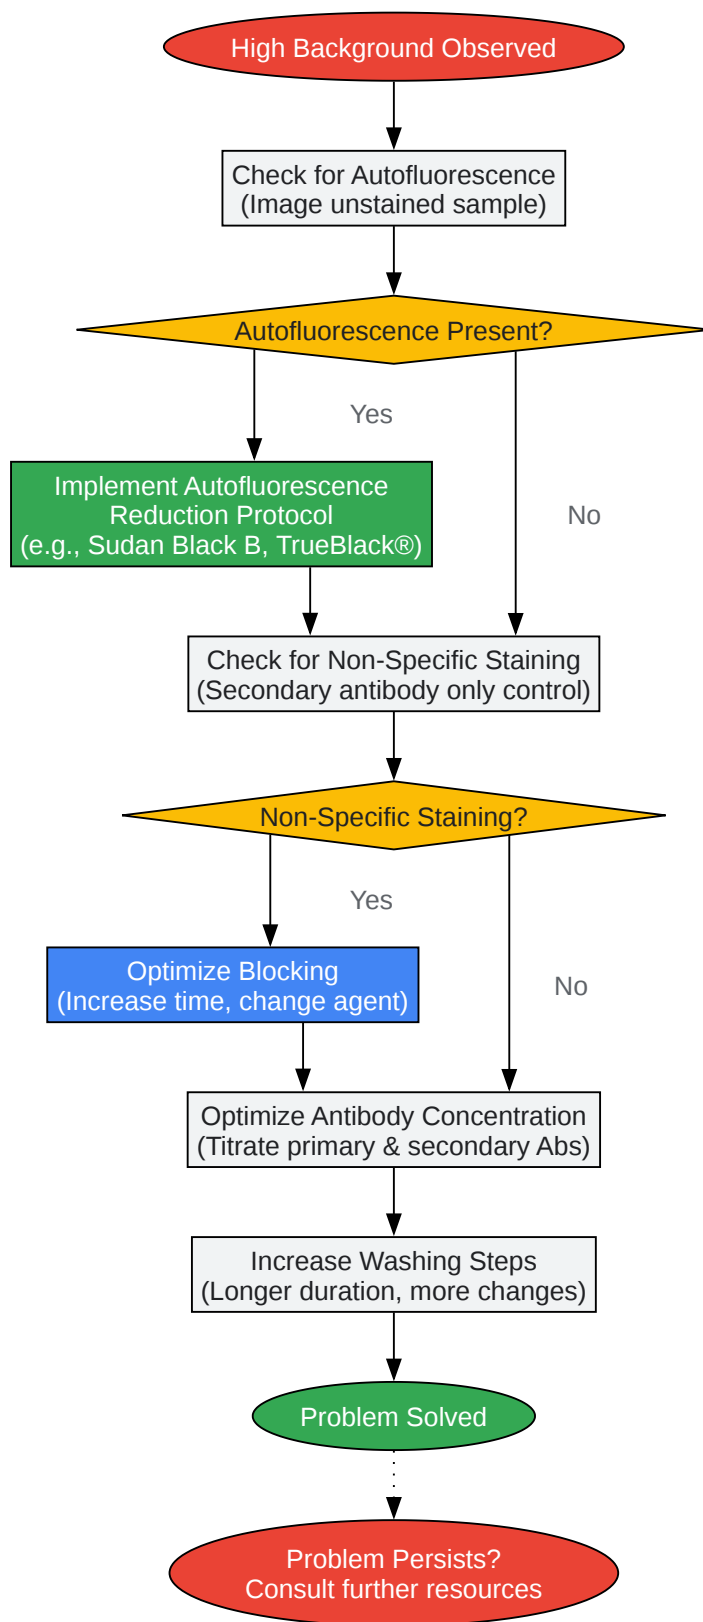 High Background Observed
Check for Autofluorescence
(Image unstained sample)
Autofluorescence Present?
Yes
Implement Autofluorescence
Reduction Protocol
(e.g., Sudan Black B, TrueBlack®)
No
Check for Non-Specific Staining
(Secondary antibody only control)
Non-Specific Staining?
Yes
Optimize Blocking
(Increase time, change agent)
No
Optimize Antibody Concentration
(Titrate primary & secondary Abs)
Increase Washing Steps
(Longer duration, more changes)
Problem Solved
Problem Persists?
Consult further resources